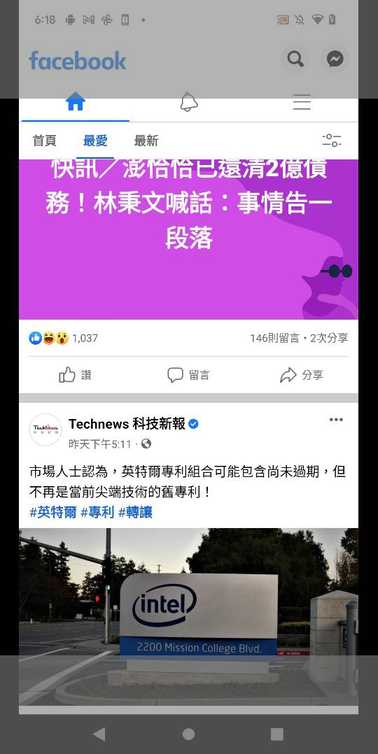 6:18
facebook
首頁 最愛 最新
快訊／澎恰恰已還清2億債
務！林秉文喊話：事情告一
段落
1,037
146則留言・2次分享
讚 留言 分享
Technews 科技新報
昨天下午5:11
市場人士認為，英特爾專利組合可能包含尚未過期，但
不再是當前尖端技術的舊專利！
#英特爾 #專利 #轉讓
intel
2200 Mission College Blvd.